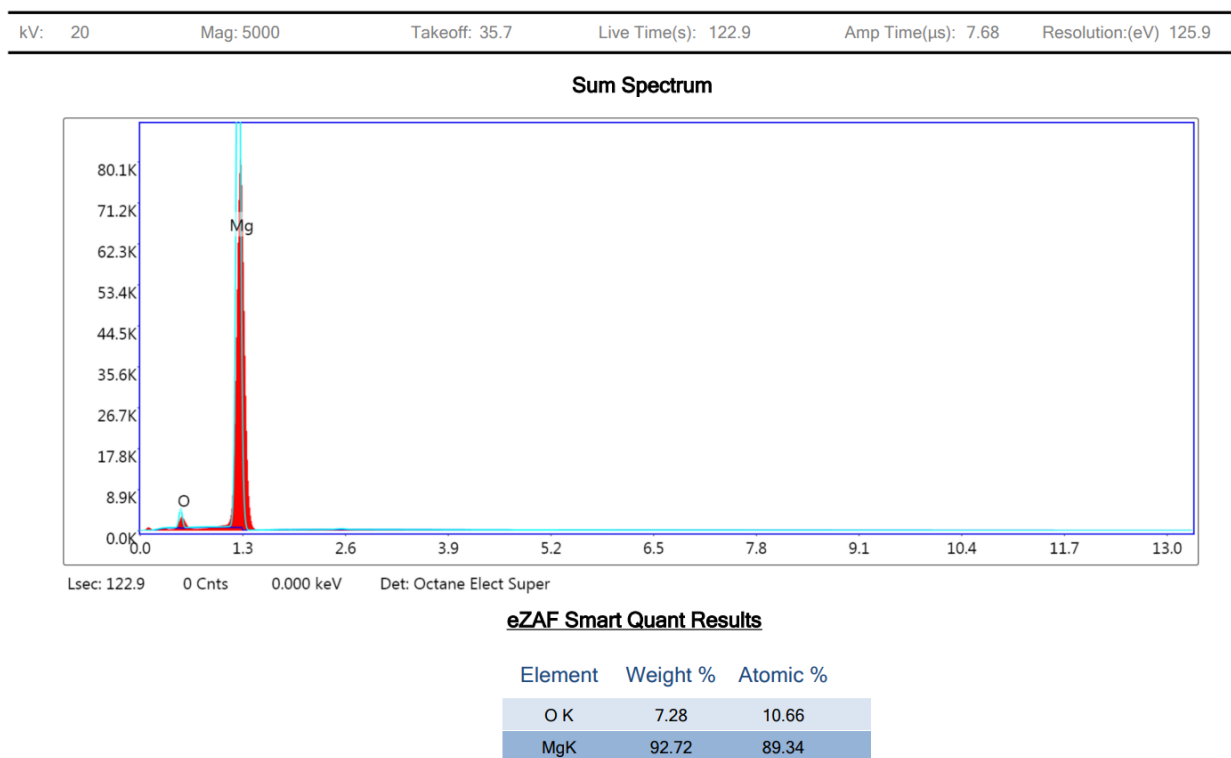 kV: 20 Mag: 5000 Takeoff: 35.7 Live Time(s): 122.9 Amp Time(µs): 7.68 Resolution:(eV) 125.9
Sum Spectrum
80.1K
71.2K
Mg
62.3K
53.4K
44.5K
35.6K
26.7K
17.8K
8.9K
O
0.0K
0.0 1.3 2.6 3.9 5.2 6.5 7.8 9.1 10.4 11.7 13.0
Lsec: 122.9 0 Cnts 0.000 keV Det: Octane Elect Super
eZAF Smart Quant Results
Element Weight % Atomic %
O K 7.28 10.66
MgK 92.72 89.34